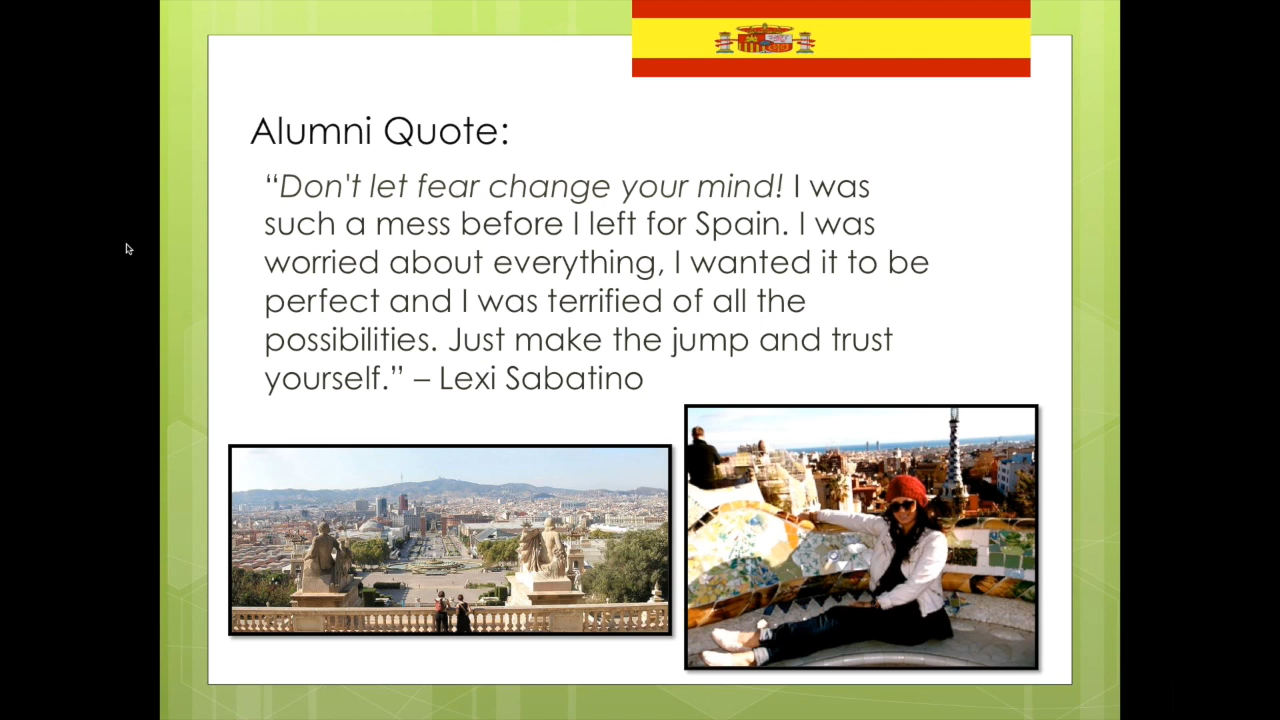 Alumni Quote:
“Don't let fear change your mind! I was
such a mess before I left for Spain. I was
worried about everything, I wanted it to be
perfect and I was terrified of all the
possibilities. Just make the jump and trust
yourself.” – Lexi Sabatino